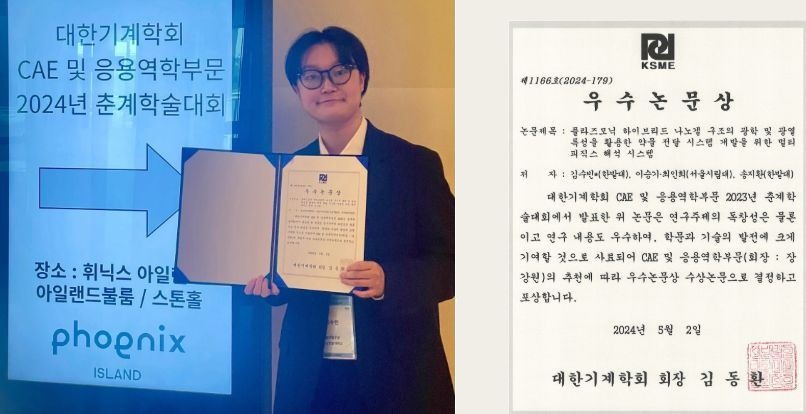 대한기계학회
CAE 및 응용역학부문
2024년 춘계학술대회
장소 : 휘닉스 아일
아일랜드볼룸 / 스톤홀
phoenix
ISLAND
우 수 논 문 상
KSME
제1166호(2024-179)
우 수 논 문 상
논문제목 : 플라즈모닉 하이브리드 나노겔 구조의 광학 및 광열
특성을 활용한 약물 전달 시스템 개발을 위한 멀티
피직스 해석 시스템
저 자 : 김수민(한밭대), 이승기·최인희(서울시립대), 송지환(한밭대)
대한기계학회 CAE 및 응용역학부문 2023년 춘계학
술대회에서 발표한 위 논문은 연구주제의 독창성은 물론
이고 연구 내용도 우수하여, 학문과 기술의 발전에 크게
기여할 것으로 사료되어 CAE 및 응용역학부문(회장 : 장
강원)의 추천에 따라 우수논문상 수상논문으로 결정하고
포상합니다.
2024년 5월 2일
대한기계학회 회장 김 동 환